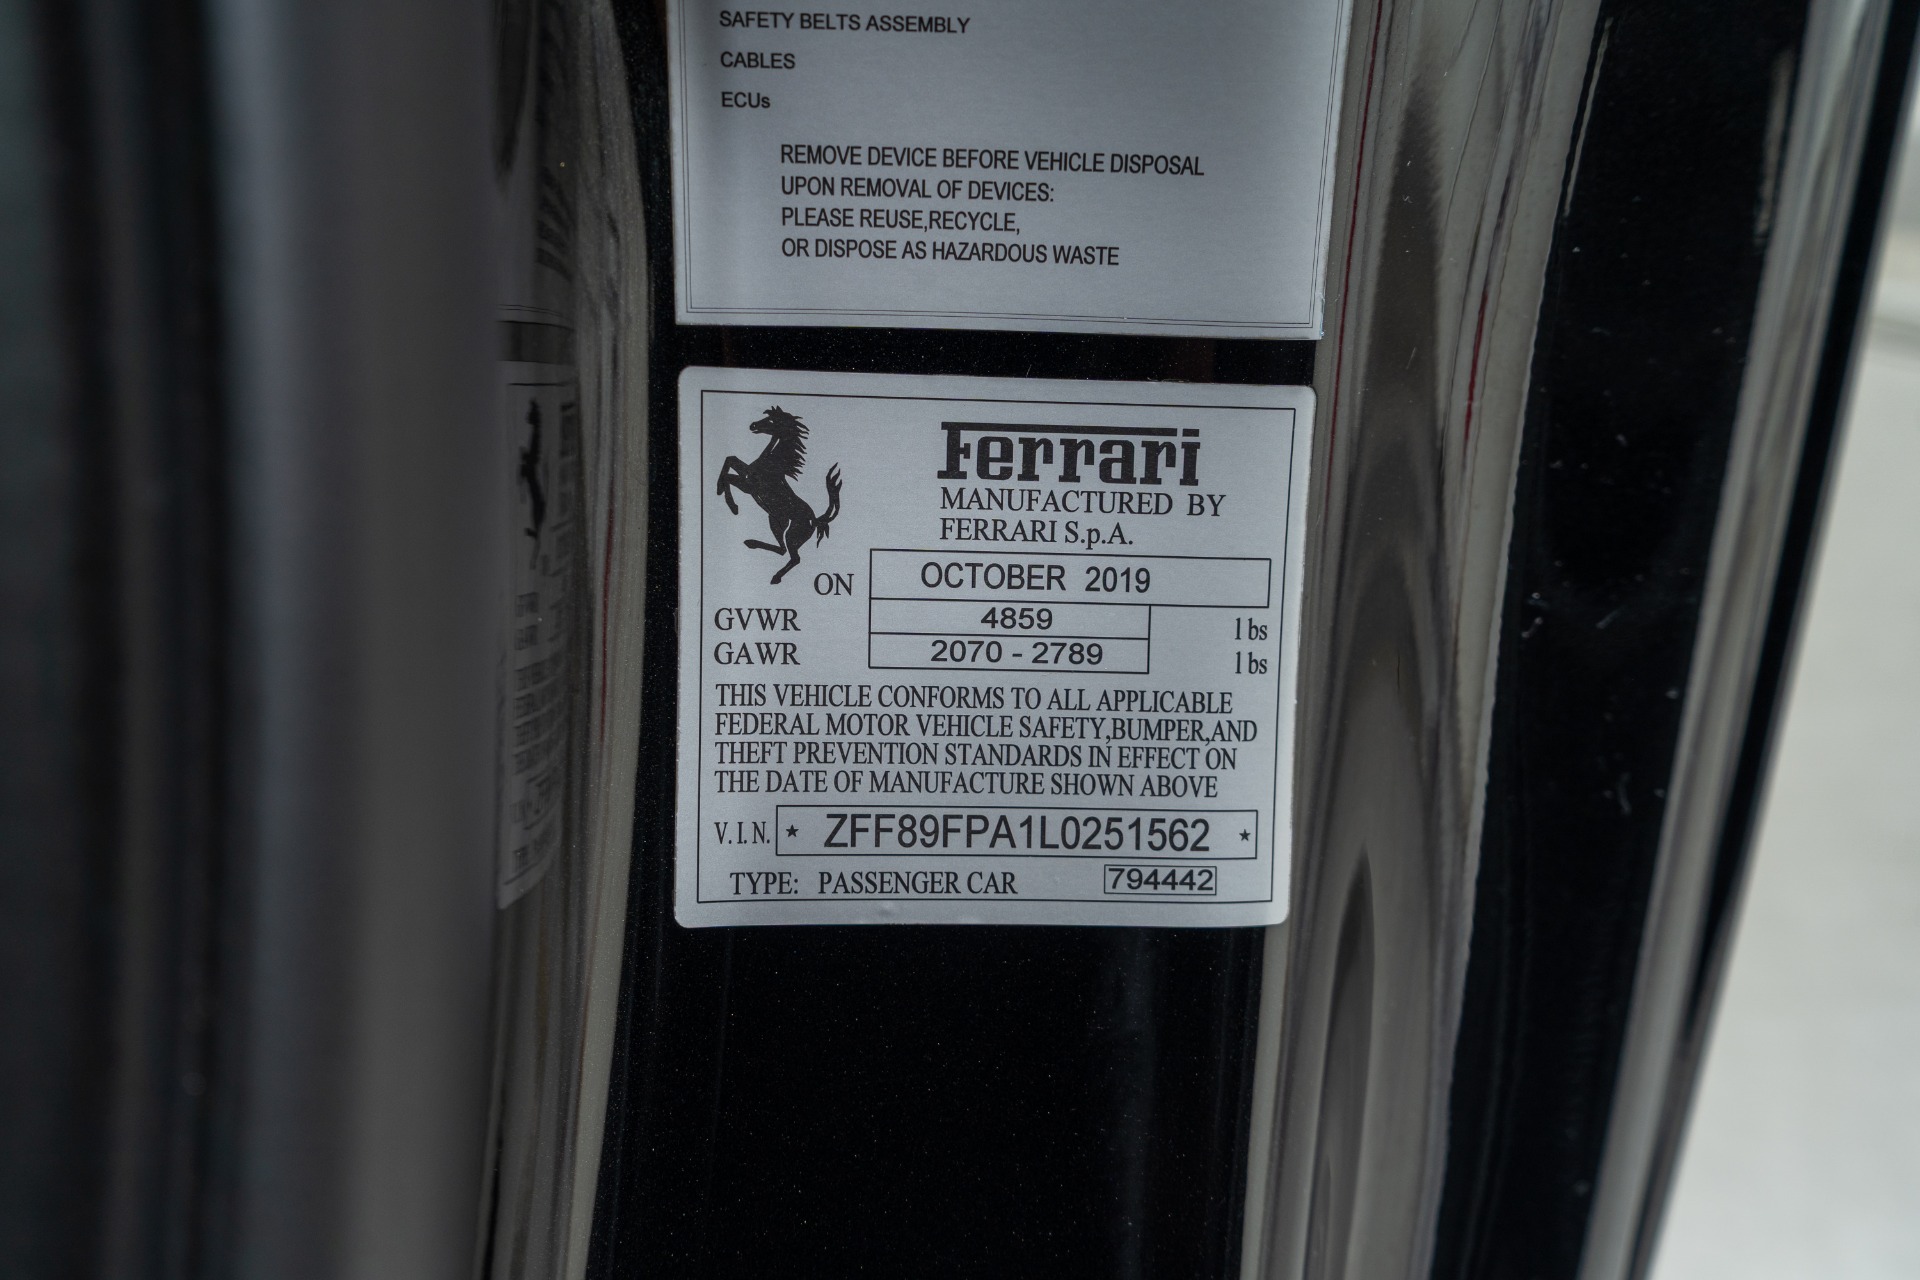 SAFETY BELTS ASSEMBLY
CABLES
ECUs
REMOVE DEVICE BEFORE VEHICLE DISPOSAL
UPON REMOVAL OF DEVICES:
PLEASE REUSE,RECYCLE,
OR DISPOSE AS HAZARDOUS WASTE
Ferrari
MANUFACTURED BY
FERRARI S.p.A.
ON OCTOBER 2019
GVWR 4859 lbs
GAWR 2070 - 2789 lbs
THIS VEHICLE CONFORMS TO ALL APPLICABLE
FEDERAL MOTOR VEHICLE SAFETY,BUMPER,AND
THEFT PREVENTION STANDARDS IN EFFECT ON
THE DATE OF MANUFACTURE SHOWN ABOVE
V.I.N. * ZFF89FPA1L0251562 *
TYPE: PASSENGER CAR 794442